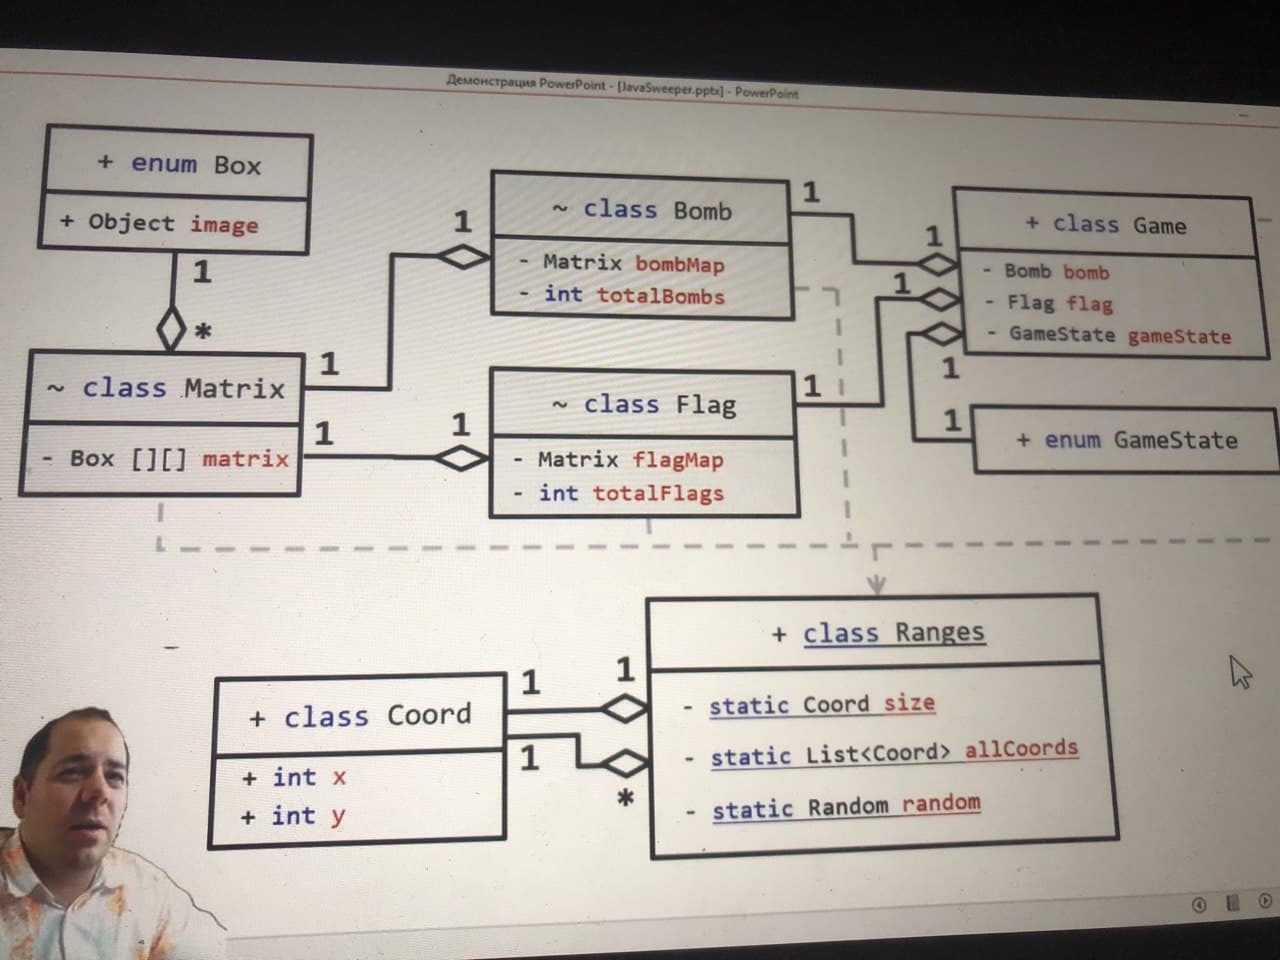 Демонстрация PowerPoint - [JavaSweeper.pptx] - PowerPoint
+ enum Box
+ Object image
1
*
~ class Matrix
- Box [][] matrix
1
1
1
1
~ class Bomb
- Matrix bombMap
- int totalBombs
~ class Flag
- Matrix flagMap
- int totalFlags
1
1
1
1
1
1
+ class Game
- Bomb bomb
- Flag flag
- GameState gameState
+ enum GameState
+ class Coord
+ int x
+ int y
1
1
1
*
+ class Ranges
- static Coord size
- static List<Coord> allCoords
- static Random random